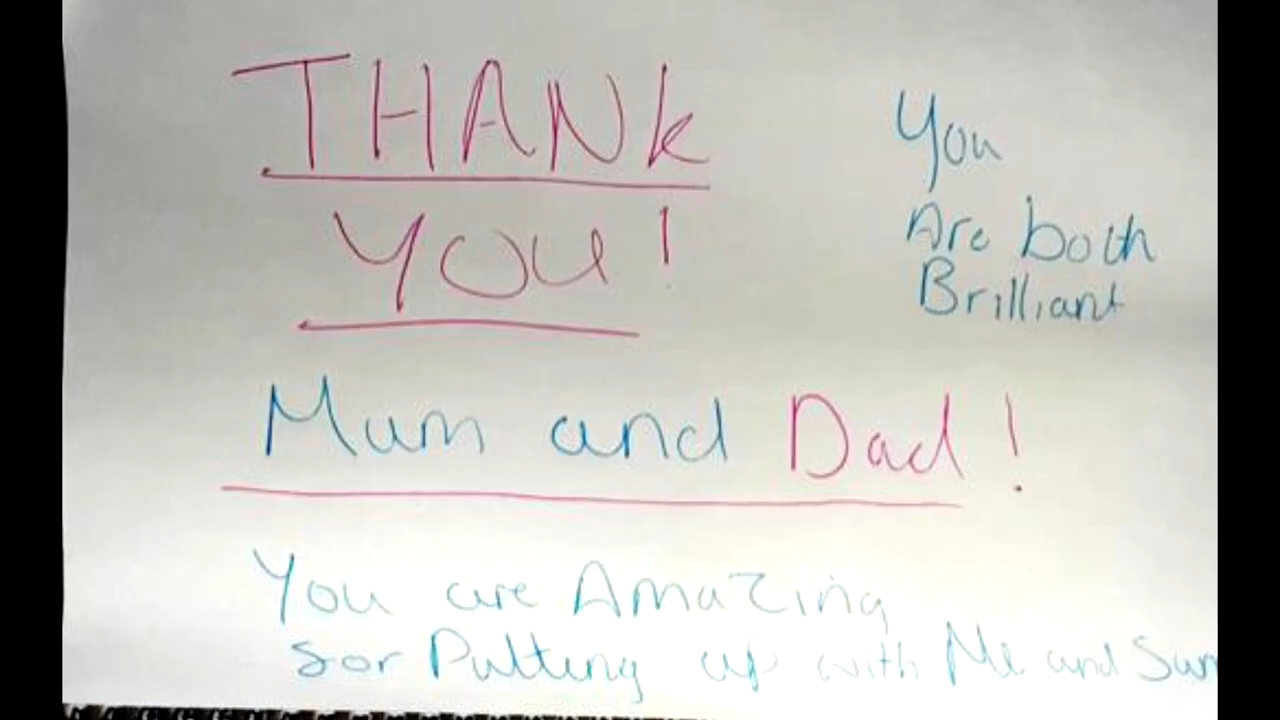 THANK
YOU!
You
Are both
Brilliant
Mum and Dad!
You are Amazing
for Putting up with Me and